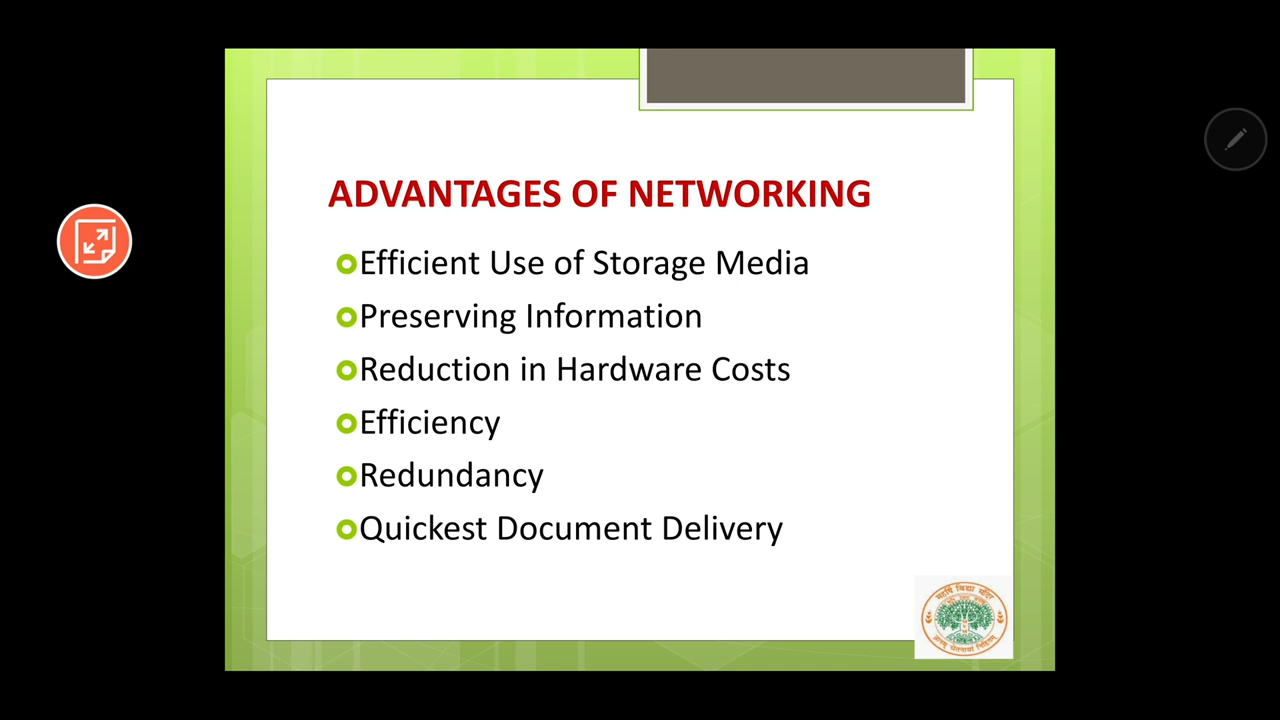 ADVANTAGES OF NETWORKING
Efficient Use of Storage Media
Preserving Information
Reduction in Hardware Costs
Efficiency
Redundancy
Quickest Document Delivery
महर्षि विद्या मंदिर